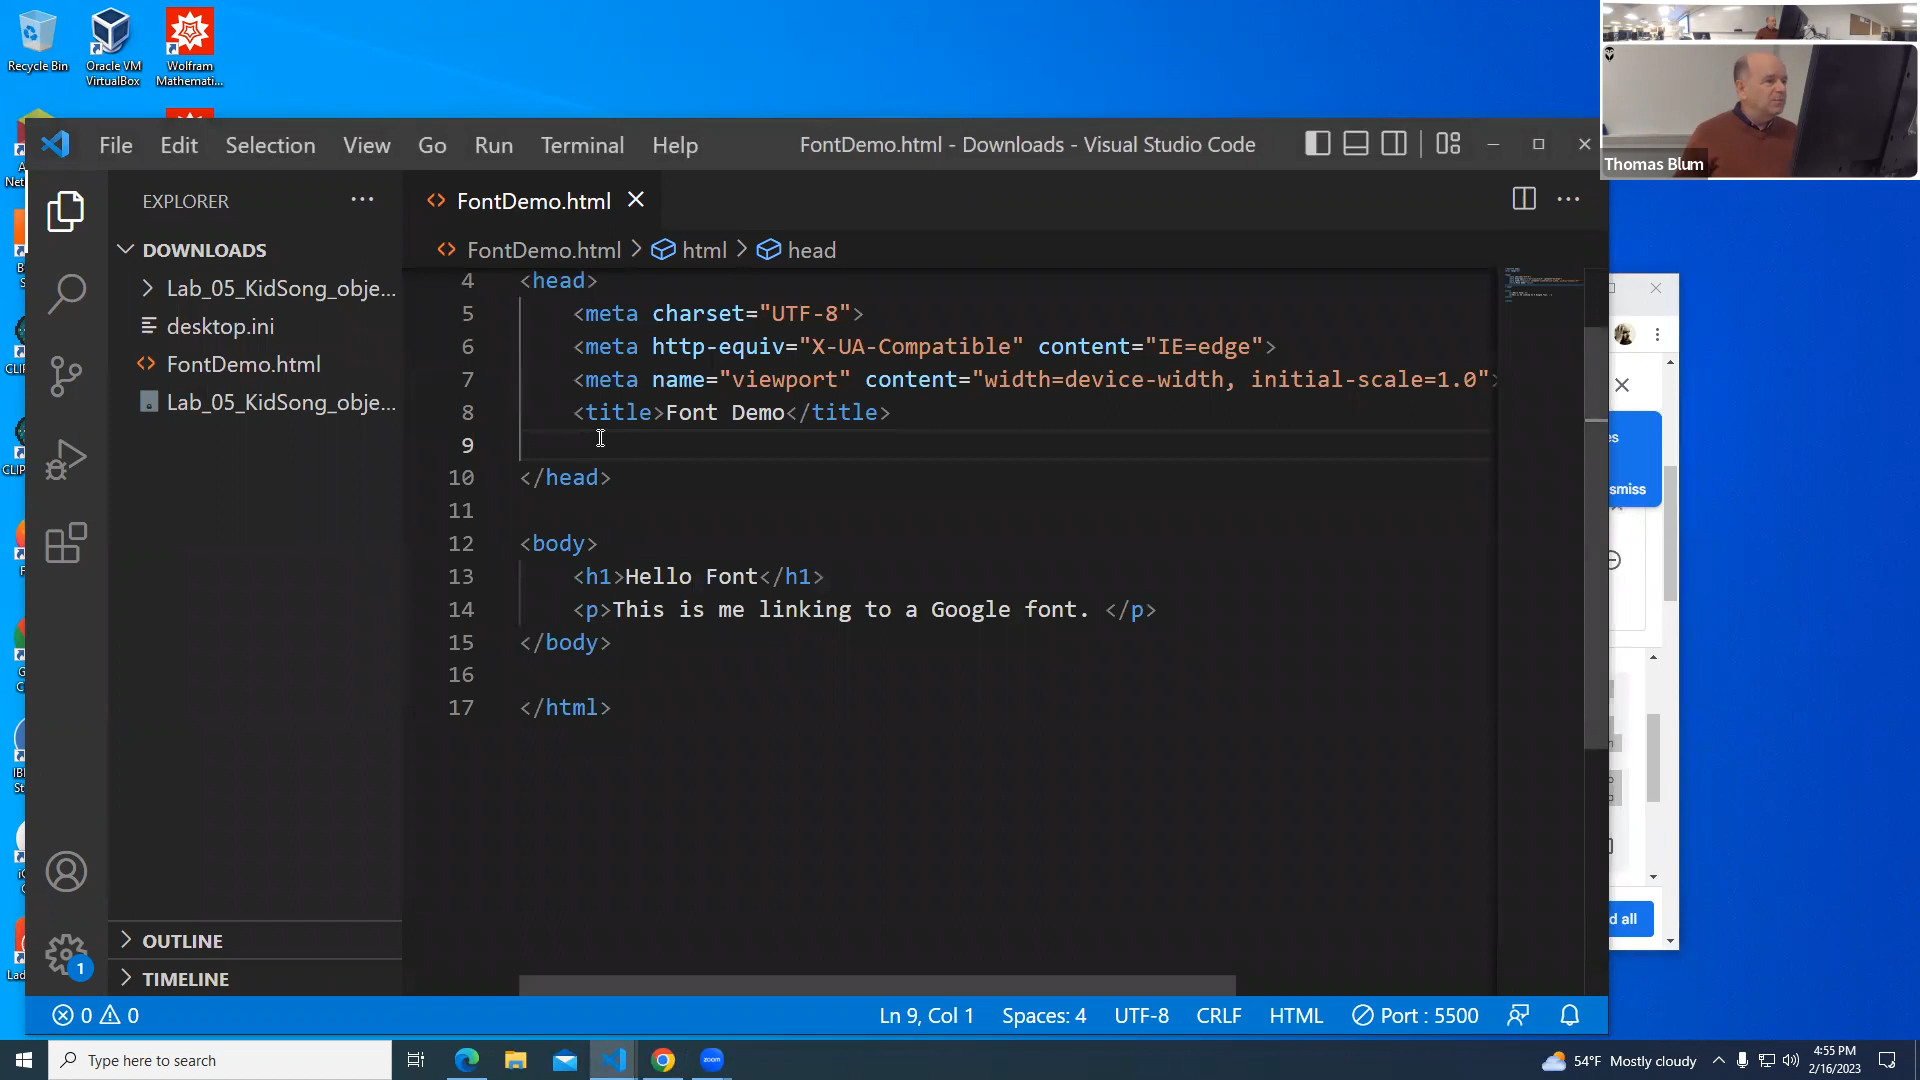 Recycle Bin
Oracle VM
VirtualBox
Wolfram
Mathemati...
Thomas Blum
File Edit Selection View Go Run Terminal Help
FontDemo.html - Downloads - Visual Studio Code
EXPLORER
DOWNLOADS
Lab_05_KidSong_obje...
desktop.ini
FontDemo.html
Lab_05_KidSong_obje...
OUTLINE
TIMELINE
FontDemo.html
FontDemo.html > html > head
4 <head>
5 <meta charset="UTF-8">
6 <meta http-equiv="X-UA-Compatible" content="IE=edge">
7 <meta name="viewport" content="width=device-width, initial-scale=1.0">
8 <title>Font Demo</title>
9
10 </head>
11
12 <body>
13 <h1>Hello Font</h1>
14 <p>This is me linking to a Google font. </p>
15 </body>
16
17 </html>
1
0 0
Ln 9, Col 1 Spaces: 4 UTF-8 CRLF HTML Port : 5500
Type here to search
zoom
54°F Mostly cloudy
4:55 PM
2/16/2023